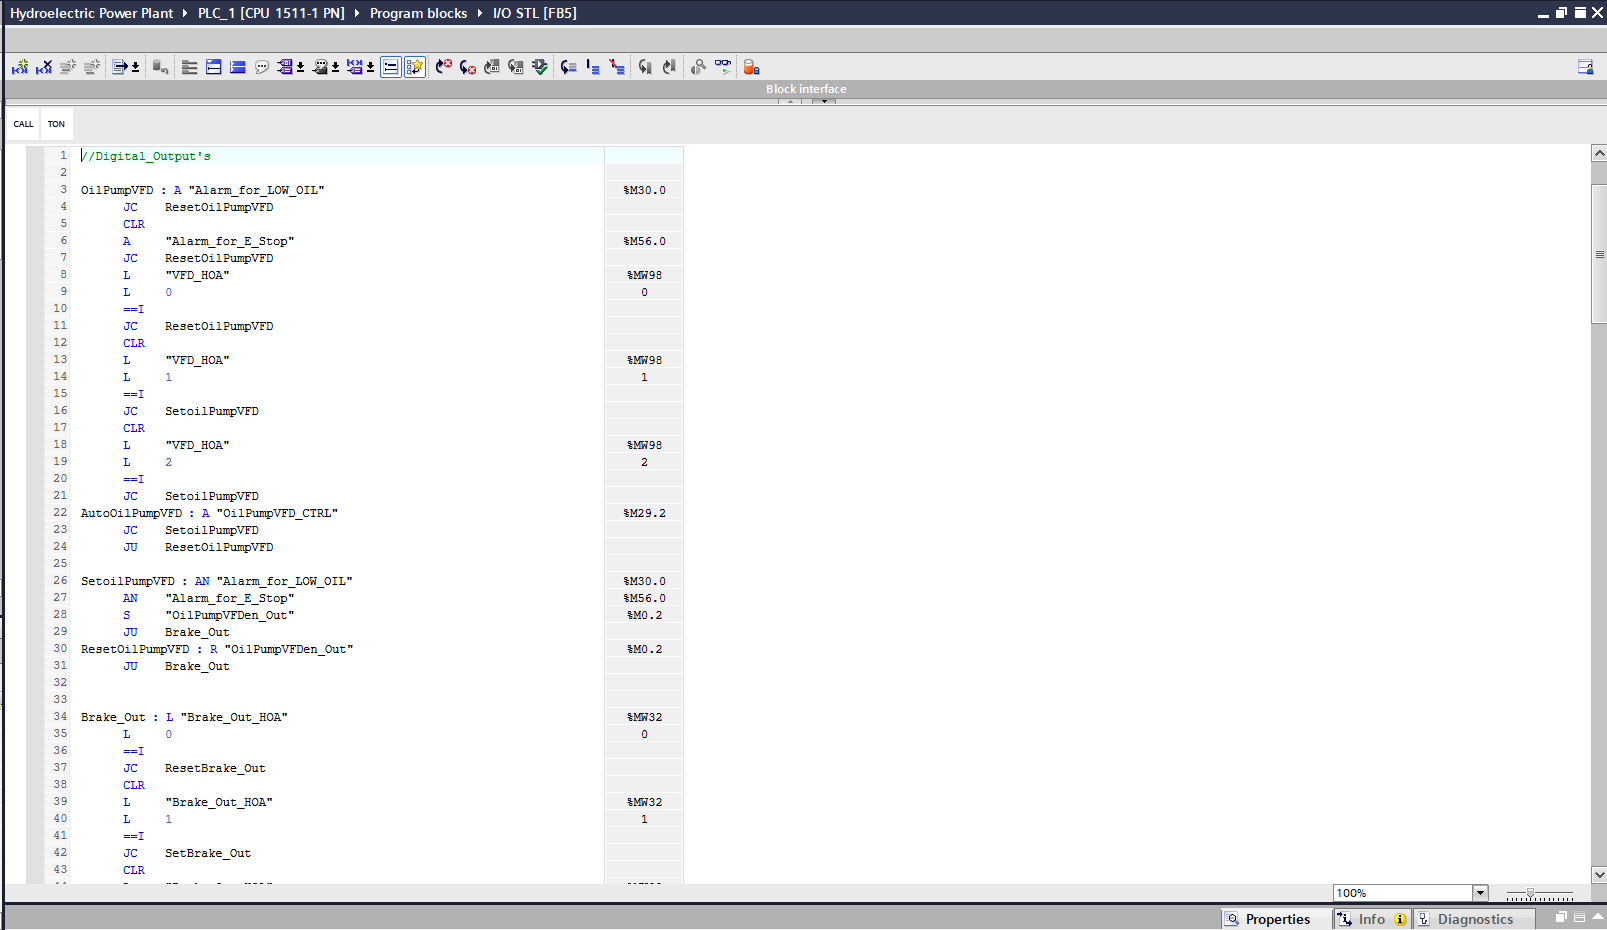 Hydroelectric Power Plant ▸ PLC_1 [CPU 1511-1 PN] ▸ Program blocks ▸ I/O STL [FB5]
Block interface
CALL TON
1 //Digital_Output's
2
3 OilPumpVFD : A "Alarm_for_LOW_OIL" %M30.0
4 JC ResetOilPumpVFD
5 CLR
6 A "Alarm_for_E_Stop" %M56.0
7 JC ResetOilPumpVFD
8 L "VFD_HOA" %MW98
9 L 0 0
10 ==I
11 JC ResetOilPumpVFD
12 CLR
13 L "VFD_HOA" %MW98
14 L 1 1
15 ==I
16 JC SetoilPumpVFD
17 CLR
18 L "VFD_HOA" %MW98
19 L 2 2
20 ==I
21 JC SetoilPumpVFD
22 AutoOilPumpVFD : A "OilPumpVFD_CTRL" %M29.2
23 JC SetoilPumpVFD
24 JU ResetOilPumpVFD
25
26 SetoilPumpVFD : AN "Alarm_for_LOW_OIL" %M30.0
27 AN "Alarm_for_E_Stop" %M56.0
28 S "OilPumpVFDen_Out" %M0.2
29 JU Brake_Out
30 ResetOilPumpVFD : R "OilPumpVFDen_Out" %M0.2
31 JU Brake_Out
32
33
34 Brake_Out : L "Brake_Out_HOA" %MW32
35 L 0 0
36 ==I
37 JC ResetBrake_Out
38 CLR
39 L "Brake_Out_HOA" %MW32
40 L 1 1
41 ==I
42 JC SetBrake_Out
43 CLR
100%
Properties Info Diagnostics